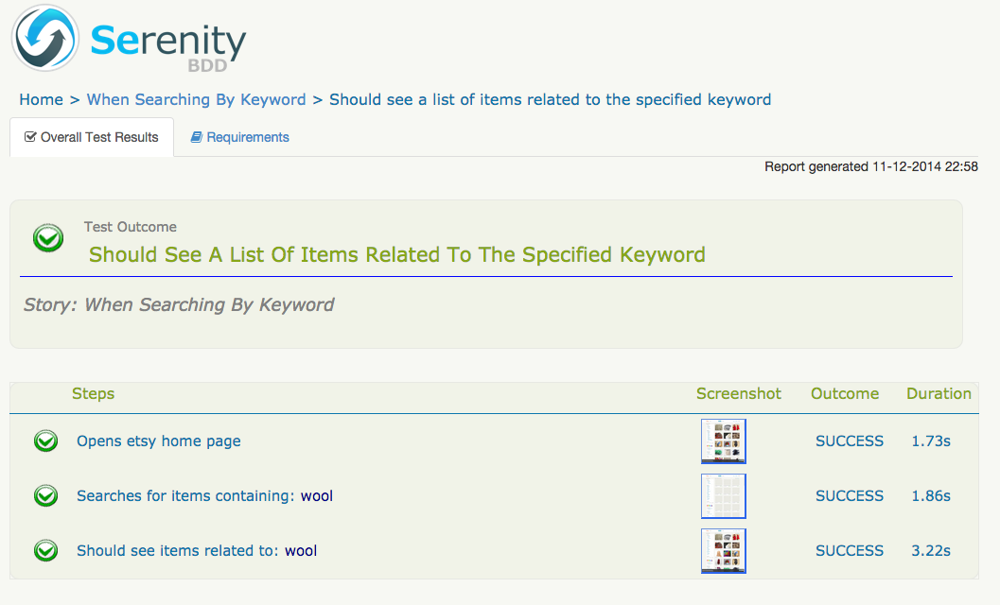 Serenity
BDD
Home > When Searching By Keyword > Should see a list of items related to the specified keyword
Overall Test Results Requirements
Report generated 11-12-2014 22:58
Test Outcome
Should See A List Of Items Related To The Specified Keyword
Story: When Searching By Keyword
Steps Screenshot Outcome Duration
Opens etsy home page SUCCESS 1.73s
Searches for items containing: wool SUCCESS 1.86s
Should see items related to: wool SUCCESS 3.22s